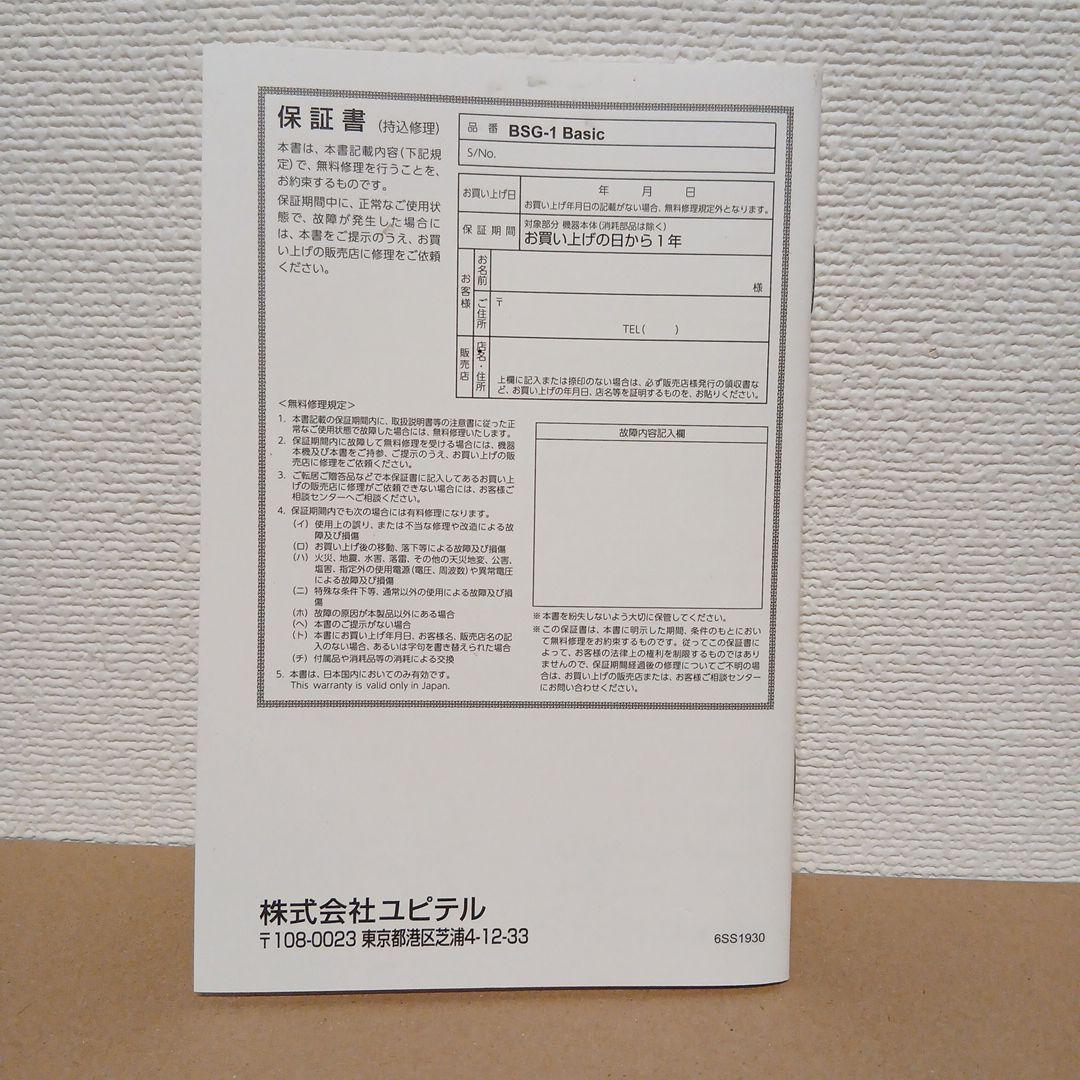 保証書 (持込修理)
本書は、本書記載内容(下記規
定)で、無料修理を行うことを、
お約束するものです。
保証期間中に、正常なご使用状
態で、故障が発生した場合に
は、本書をご提示のうえ、お買
い上げの販売店に修理をご依頼
ください。
品番 BSG-1 Basic
S/No.
お買い上げ日 年 月 日
お買い上げ年月日の記載がない場合、無料修理規定外となります。
保証期間 対象部分 機器本体(消耗部品は除く)
お買い上げの日から1年
お客様
お名前 様
ご住所 〒
TEL( )
販売店
店名・住所
上欄に記入または捺印のない場合は、必ず販売店様発行の領収書な
ど、お買い上げの年月日、店名等を証明するものを、お貼りください。
<無料修理規定>
1. 本書記載の保証期間内に、取扱説明書等の注意書に従った正
常なご使用状態で故障した場合には、無料修理いたします。
2. 保証期間内に故障して無料修理を受ける場合には、機器
本機及び本書をご持参、ご提示のうえ、お買い上げの販
売店に修理をご依頼ください。
3. ご転居ご贈答品などで本保証書に記入してあるお買い上
げの販売店に修理がご依頼できない場合には、お客様ご
相談センターへご相談ください。
4. 保証期間内でも次の場合には有料修理になります。
(イ) 使用上の誤り、または不当な修理や改造による故
障及び損傷
(ロ) お買い上げ後の移動、落下等による故障及び損傷
(ハ) 火災、地震、水害、落雷、その他の天災地変、公害、
塩害、指定外の使用電源(電圧、周波数)や異常電圧
による故障及び損傷
(ニ) 特殊な条件下等、通常以外の使用による故障及び損
傷
(ホ) 故障の原因が本製品以外にある場合
(ヘ) 本書のご提示がない場合
(ト) 本書にお買い上げ年月日、お客様名、販売店名の記
入のない場合、あるいは字句を書き替えられた場合
(チ) 付属品や消耗品等の消耗による交換
5. 本書は、日本国内においてのみ有効です。
This warranty is valid only in Japan.
故障内容記入欄
※本書を紛失しないよう大切に保管してください。
※この保証書は、本書に明示した期間、条件のもとにおい
て無料修理をお約束するものです。従ってこの保証書に
よって、お客様の法律上の権利を制限するものではあり
ませんので、保証期間経過後の修理についてご不明の場
合は、お買い上げの販売店または、お客様ご相談センター
にお問い合わせください。
株式会社ユピテル
〒108-0023 東京都港区芝浦4-12-33
6SS1930